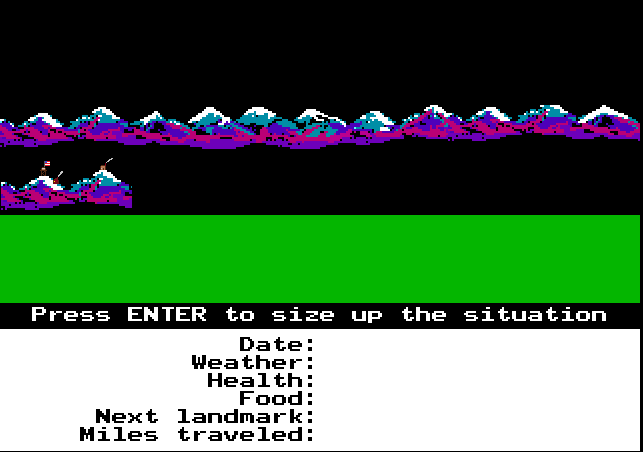 Press ENTER to size up the situation
Date:
Weather:
Health:
Food:
Next landmark:
Miles traveled: